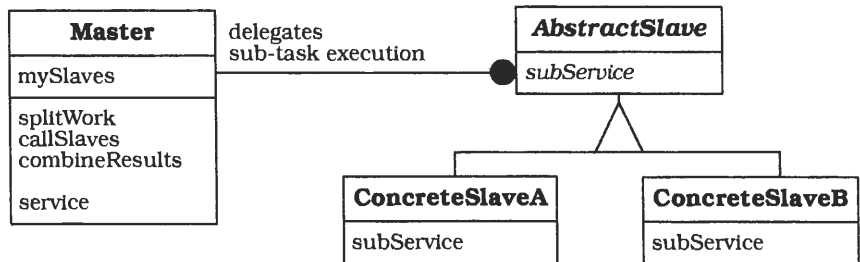 Master
mySlaves
splitWork
callSlaves
combineResults
service
delegates
sub-task execution
AbstractSlave
subService
ConcreteSlaveA
subService
ConcreteSlaveB
subService